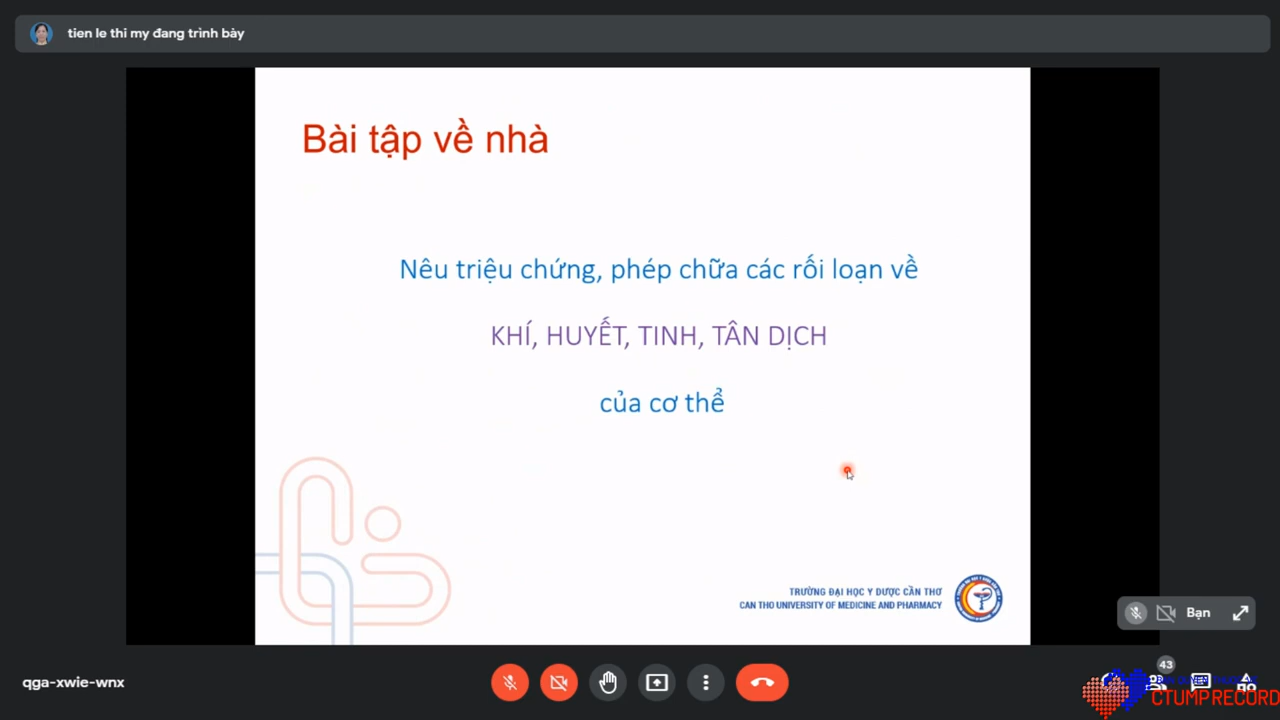 tien le thi my đang trình bày
Bài tập về nhà
Nêu triệu chứng, phép chữa các rối loạn về
KHÍ, HUYẾT, TINH, TÂN DỊCH
của cơ thể
TRƯỜNG ĐẠI HỌC Y DƯỢC CẦN THƠ
CAN THO UNIVERSITY OF MEDICINE AND PHARMACY
Bạn
43
qga-xwie-wnx
CTUMP RECORD